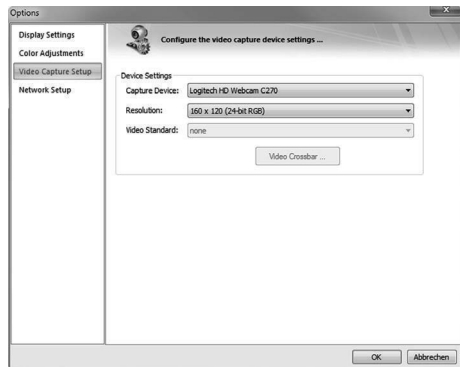 Options
Display Settings
Color Adjustments
Video Capture Setup
Network Setup
Configure the video capture device settings ...
Device Settings
Capture Device: Logitech HD Webcam C270
Resolution: 160 x 120 (24-bit RGB)
Video Standard: none
Video Crossbar ...
OK Abbrechen